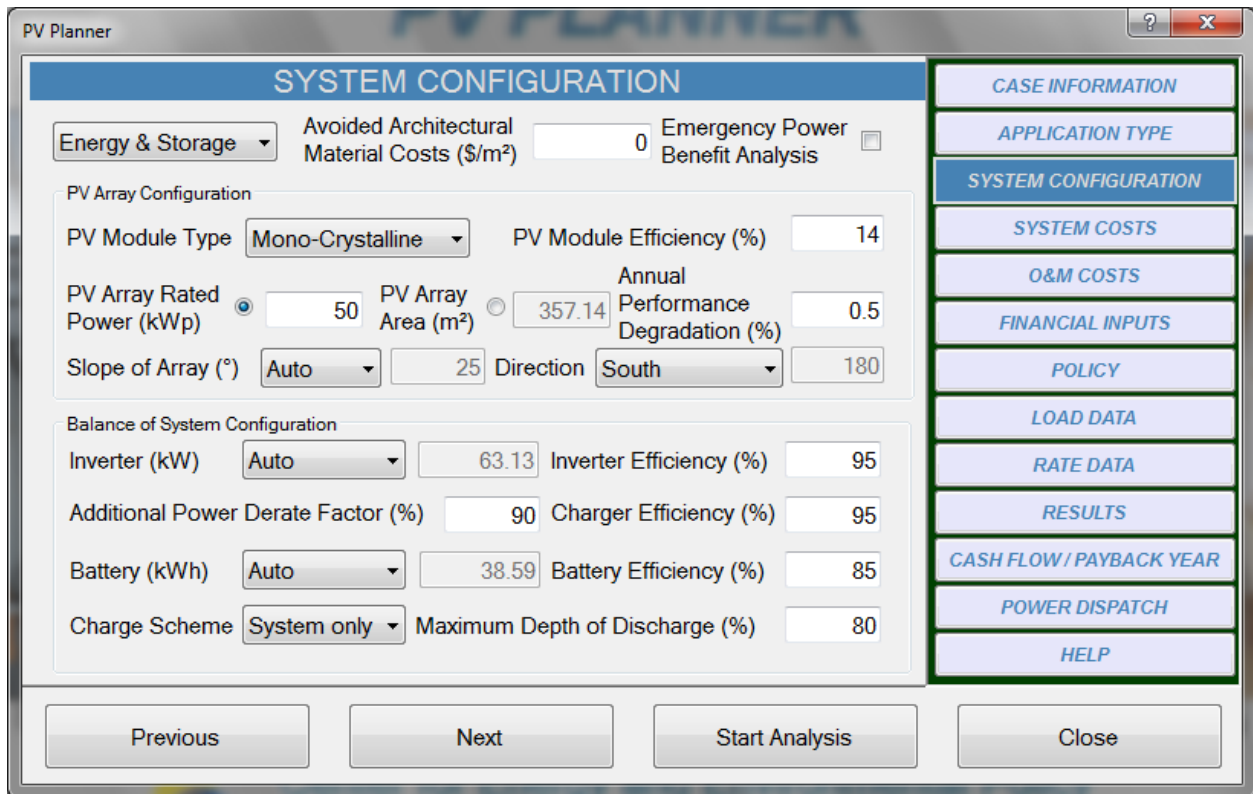 PV PLANNER
PV Planner
SYSTEM CONFIGURATION
Energy & Storage
Avoided Architectural
Material Costs ($/m²)
0
Emergency Power
Benefit Analysis
PV Array Configuration
PV Module Type
Mono-Crystalline
PV Module Efficiency (%)
14
PV Array Rated
Power (kWp)
50
PV Array
Area (m²)
357.14
Annual
Performance
Degradation (%)
0.5
Slope of Array (°)
Auto
25
Direction
South
180
Balance of System Configuration
Inverter (kW)
Auto
63.13
Inverter Efficiency (%)
95
Additional Power Derate Factor (%)
90
Charger Efficiency (%)
95
Battery (kWh)
Auto
38.59
Battery Efficiency (%)
85
Charge Scheme
System only
Maximum Depth of Discharge (%)
80
CASE INFORMATION
APPLICATION TYPE
SYSTEM CONFIGURATION
SYSTEM COSTS
O&M COSTS
FINANCIAL INPUTS
POLICY
LOAD DATA
RATE DATA
RESULTS
CASH FLOW / PAYBACK YEAR
POWER DISPATCH
HELP
Previous
Next
Start Analysis
Close